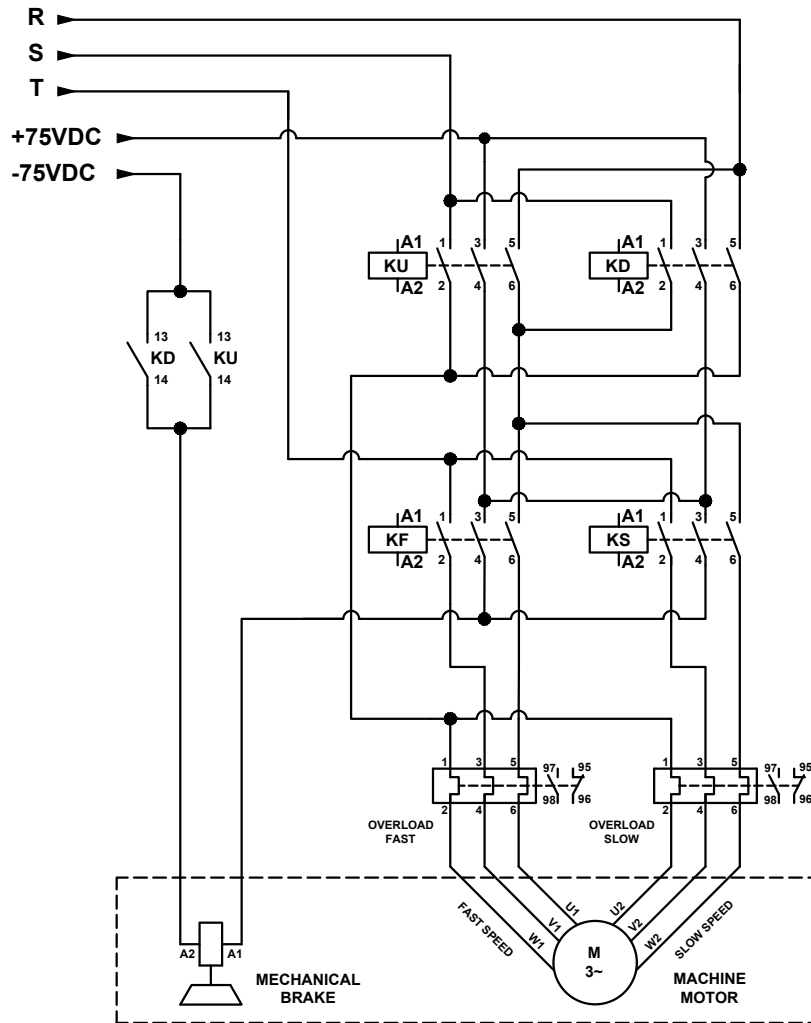 R
S
T
+75VDC
-75VDC
A1 1 3 5
KU
A2 2 4 6
A1 1 3 5
KD
A2 2 4 6
13 13
KD KU
14 14
A1 1 3 5
KF
A2 2 4 6
A1 1 3 5
KS
A2 2 4 6
1 3 5 97 95
2 4 6 98 96
OVERLOAD
FAST
1 3 5 97 95
2 4 6 98 96
OVERLOAD
SLOW
FAST SPEED
W1
V1
U1
U2
V2
W2
SLOW SPEED
M
3~
A2 A1
MECHANICAL
BRAKE
MACHINE
MOTOR